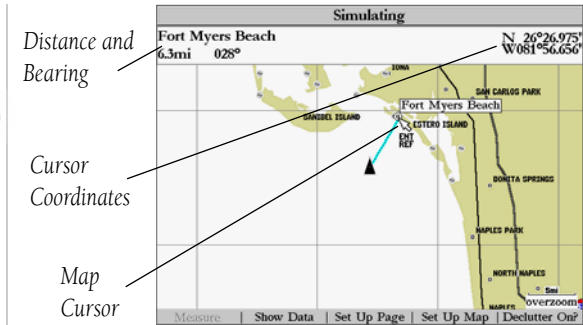 Simulating
Distance and
Bearing
Fort Myers Beach
6.3mi 028°
N 26°26.975'
W081°56.656'
IONA
SAN CARLOS PARK
Fort Myers Beach
SANIBEL ISLAND
ESTERO ISLAND
ENT
REF
Cursor
Coordinates
BONITA SPRINGS
NAPLES PARK
Map
Cursor
NORTH NAPLES
5mi
overzoom
NAPLES
Measure | Show Data | Set Up Page | Set Up Map | Declutter On?